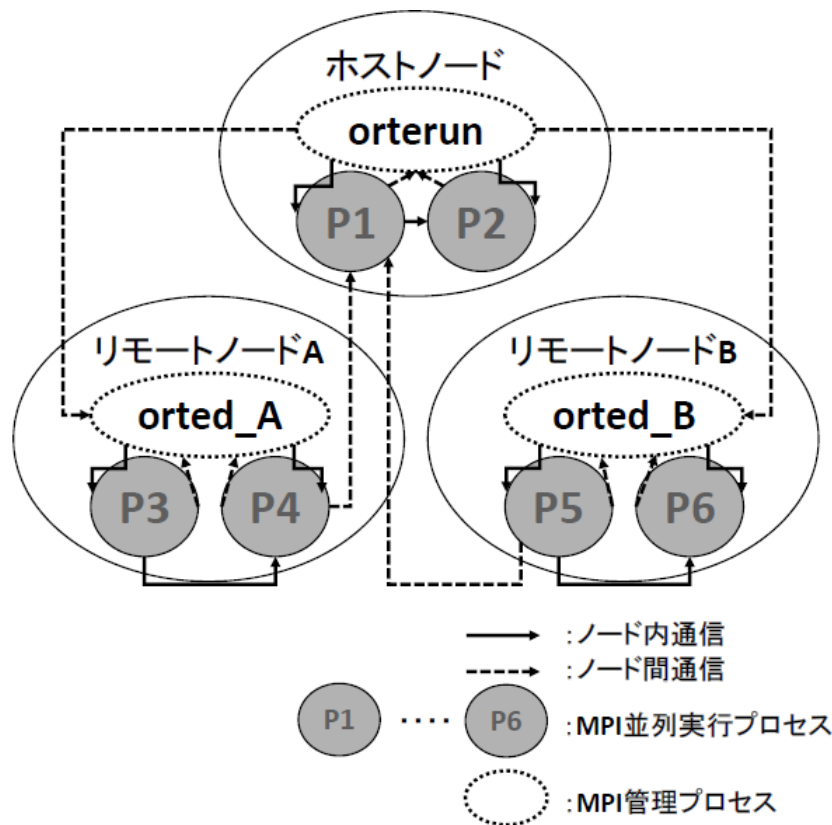 ホストノード
orterun
P1
P2
リモートノードA
リモートノードB
orted_A
orted_B
P3
P4
P5
P6
:ノード内通信
:ノード間通信
P1 ・・・・ P6 :MPI並列実行プロセス
:MPI管理プロセス